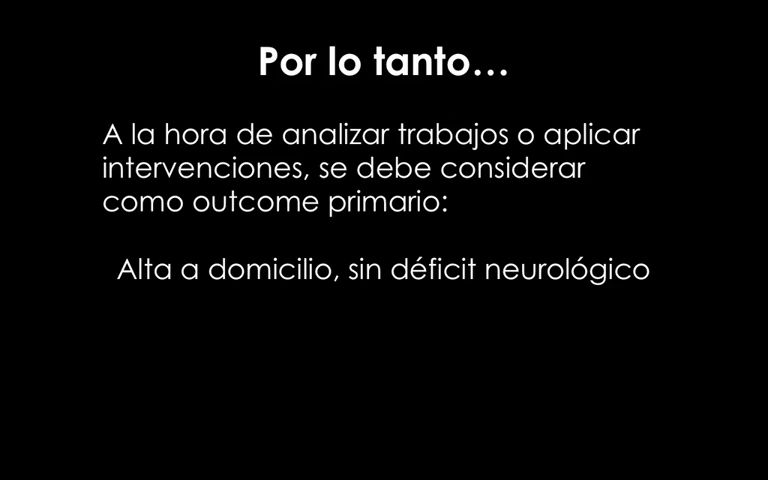 Por lo tanto...
A la hora de analizar trabajos o aplicar
intervenciones, se debe considerar
como outcome primario:
Alta a domicilio, sin déficit neurológico